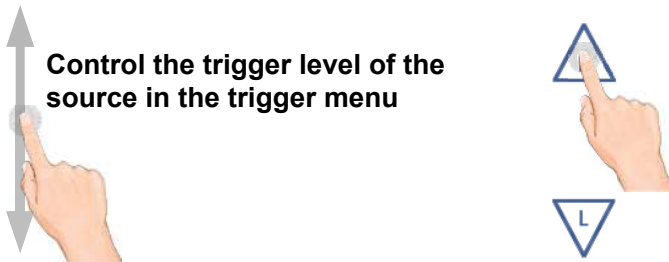 Control the trigger level of the
source in the trigger menu
L